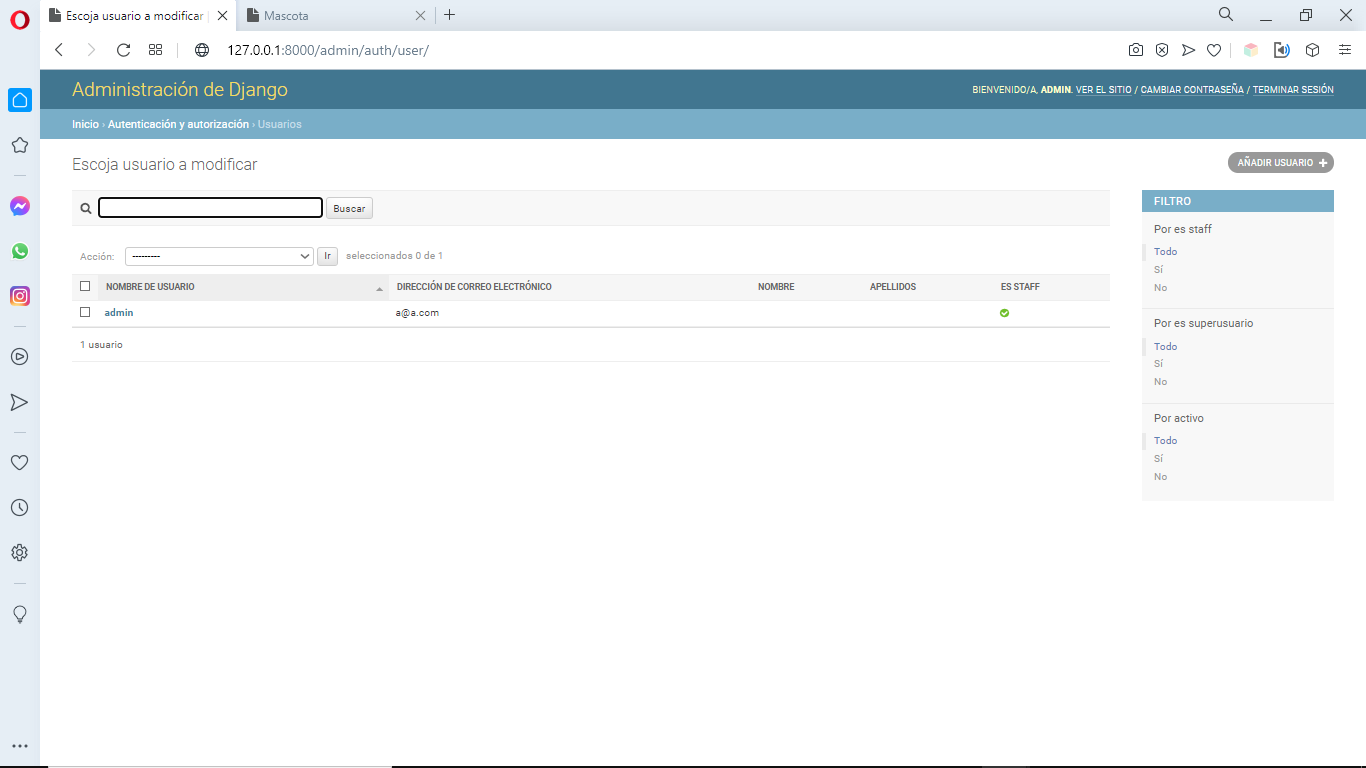 Escoja usuario a modificar
Mascota
127.0.0.1:8000/admin/auth/user/
Administración de Django
BIENVENIDO/A, ADMIN. VER EL SITIO / CAMBIAR CONTRASEÑA / TERMINAR SESIÓN
Inicio › Autenticación y autorización › Usuarios
Escoja usuario a modificar
AÑADIR USUARIO +
Buscar
Acción: --------- Ir seleccionados 0 de 1
NOMBRE DE USUARIO DIRECCIÓN DE CORREO ELECTRÓNICO NOMBRE APELLIDOS ES STAFF
admin a@a.com
1 usuario
FILTRO
Por es staff
Todo
Sí
No
Por es superusuario
Todo
Sí
No
Por activo
Todo
Sí
No